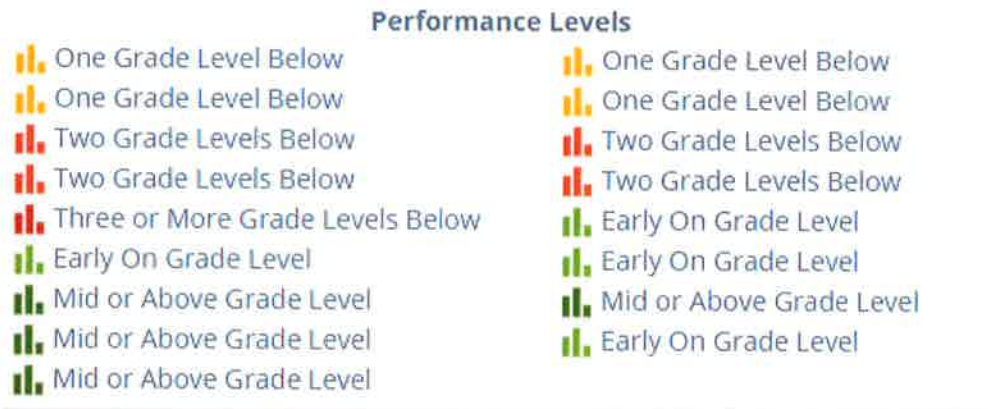 Performance Levels
One Grade Level Below
One Grade Level Below
Two Grade Levels Below
Two Grade Levels Below
Three or More Grade Levels Below
Early On Grade Level
Mid or Above Grade Level
Mid or Above Grade Level
Mid or Above Grade Level
One Grade Level Below
One Grade Level Below
Two Grade Levels Below
Two Grade Levels Below
Early On Grade Level
Early On Grade Level
Mid or Above Grade Level
Early On Grade Level